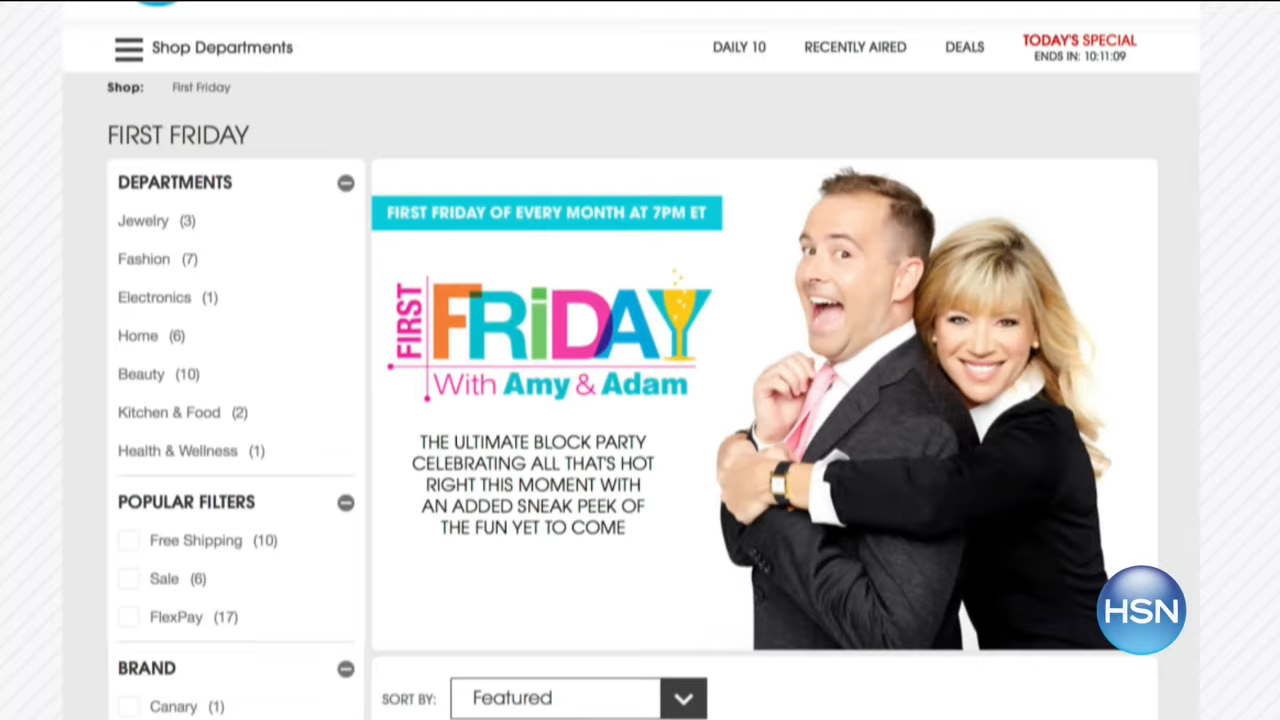 Shop Departments
DAILY 10
RECENTLY AIRED
DEALS
TODAY'S SPECIAL
ENDS IN: 10:11:09
Shop: First Friday
FIRST FRIDAY
DEPARTMENTS
Jewelry (3)
Fashion (7)
Electronics (1)
Home (6)
Beauty (10)
Kitchen & Food (2)
Health & Wellness (1)
POPULAR FILTERS
Free Shipping (10)
Sale (6)
FlexPay (17)
BRAND
Canary (1)
FIRST FRIDAY OF EVERY MONTH AT 7PM ET
FIRST FRiDAY
With Amy & Adam
THE ULTIMATE BLOCK PARTY
CELEBRATING ALL THAT'S HOT
RIGHT THIS MOMENT WITH
AN ADDED SNEAK PEEK OF
THE FUN YET TO COME
HSN
SORT BY: Featured